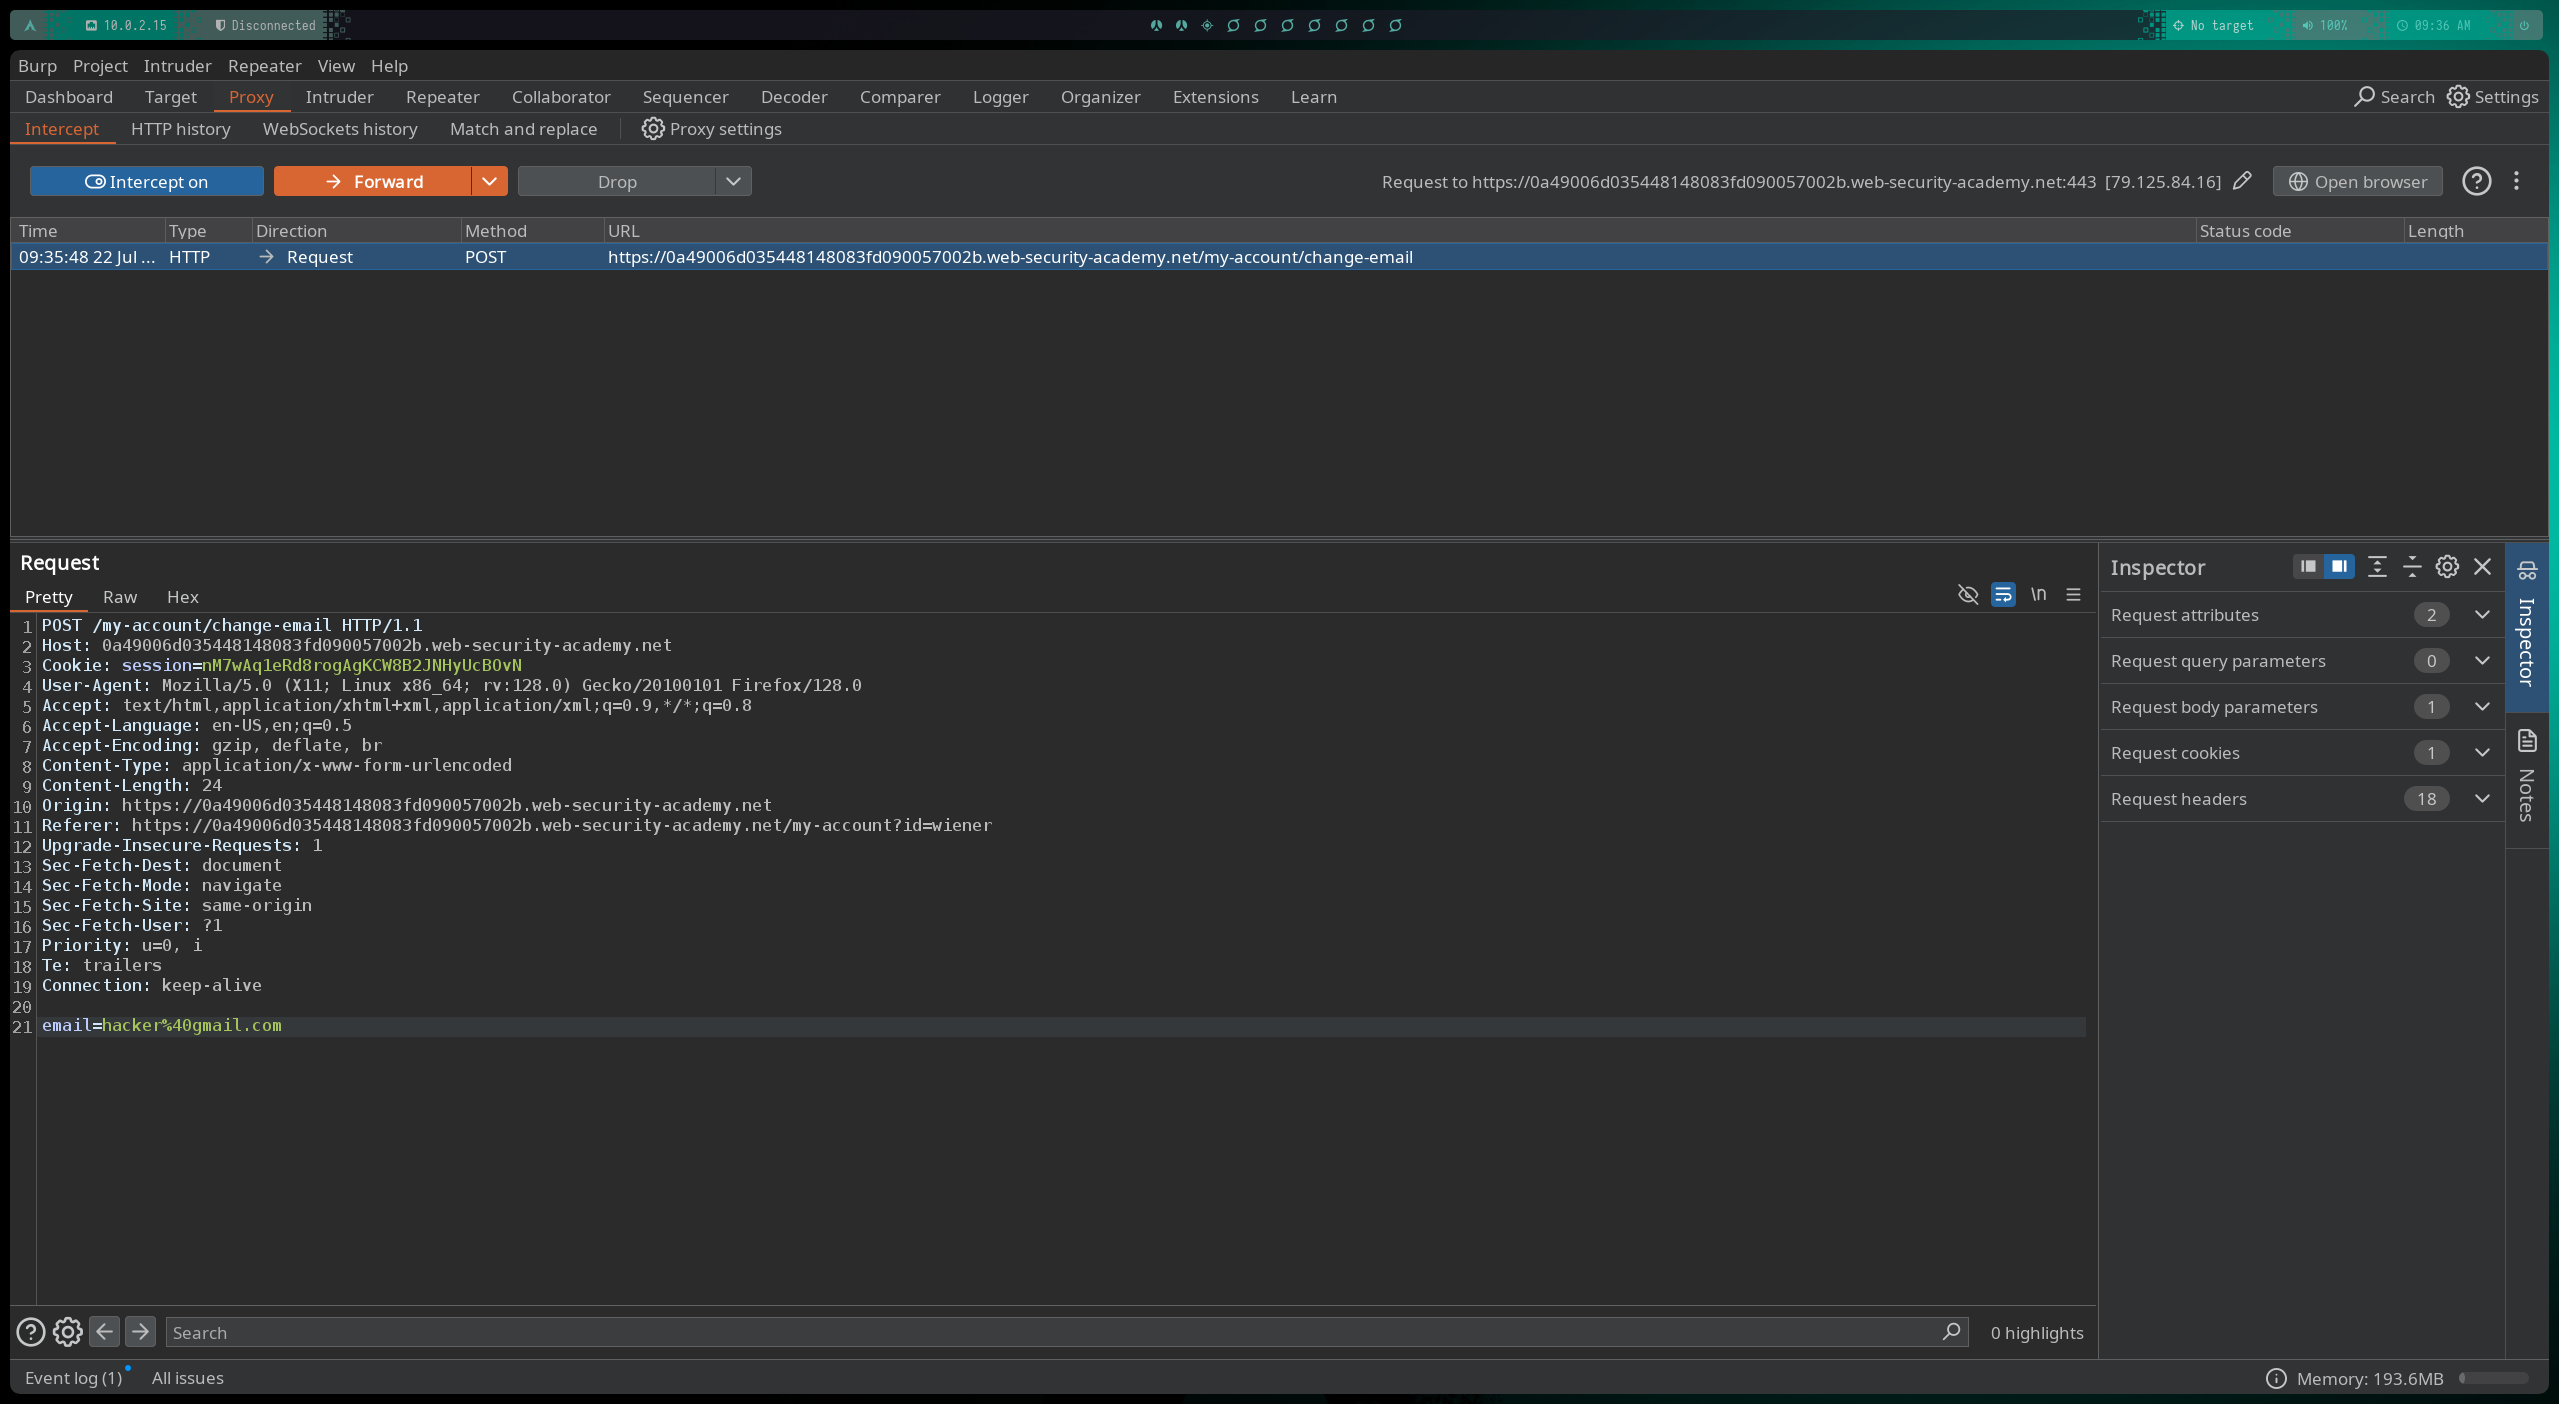 10.0.2.15 Disconnected No target 100% 09:36 AM
Burp Project Intruder Repeater View Help
Dashboard Target Proxy Intruder Repeater Collaborator Sequencer Decoder Comparer Logger Organizer Extensions Learn Search Settings
Intercept HTTP history WebSockets history Match and replace Proxy settings
Intercept on Forward Drop Request to https://0a49006d035448148083fd090057002b.web-security-academy.net:443 [79.125.84.16] Open browser
Time Type Direction Method URL Status code Length
09:35:48 22 Jul ... HTTP Request POST https://0a49006d035448148083fd090057002b.web-security-academy.net/my-account/change-email
Request
Pretty Raw Hex \n
1 POST /my-account/change-email HTTP/1.1
2 Host: 0a49006d035448148083fd090057002b.web-security-academy.net
3 Cookie: session=nM7wAq1eRd8rogAgKCW8B2JNHyUcBOvN
4 User-Agent: Mozilla/5.0 (X11; Linux x86_64; rv:128.0) Gecko/20100101 Firefox/128.0
5 Accept: text/html,application/xhtml+xml,application/xml;q=0.9,*/*;q=0.8
6 Accept-Language: en-US,en;q=0.5
7 Accept-Encoding: gzip, deflate, br
8 Content-Type: application/x-www-form-urlencoded
9 Content-Length: 24
10 Origin: https://0a49006d035448148083fd090057002b.web-security-academy.net
11 Referer: https://0a49006d035448148083fd090057002b.web-security-academy.net/my-account?id=wiener
12 Upgrade-Insecure-Requests: 1
13 Sec-Fetch-Dest: document
14 Sec-Fetch-Mode: navigate
15 Sec-Fetch-Site: same-origin
16 Sec-Fetch-User: ?1
17 Priority: u=0, i
18 Te: trailers
19 Connection: keep-alive
20
21 email=hacker%40gmail.com
Search 0 highlights
Inspector
Request attributes 2
Request query parameters 0
Request body parameters 1
Request cookies 1
Request headers 18
Inspector
Notes
Event log (1) All issues Memory: 193.6MB